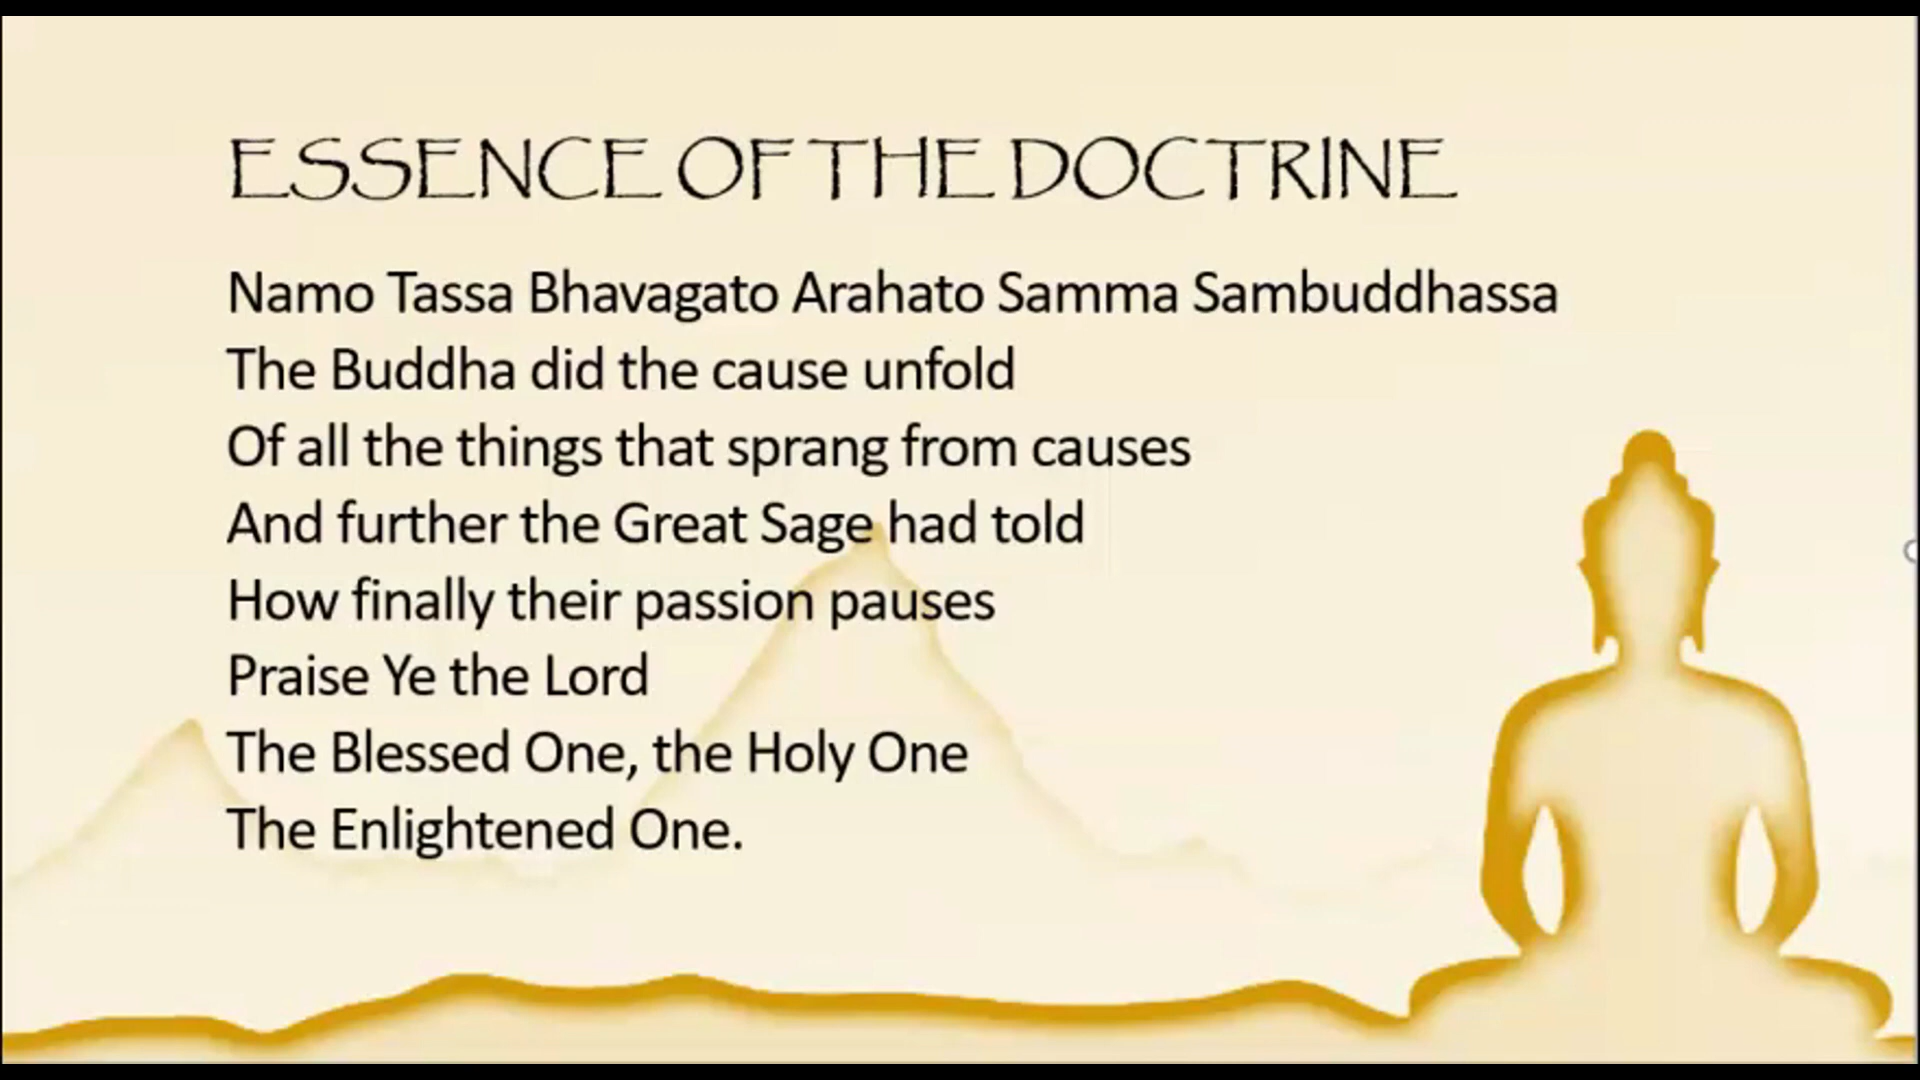 ESSENCE OF THE DOCTRINE
Namo Tassa Bhavagato Arahato Samma Sambuddhassa
The Buddha did the cause unfold
Of all the things that sprang from causes
And further the Great Sage had told
How finally their passion pauses
Praise Ye the Lord
The Blessed One, the Holy One
The Enlightened One.